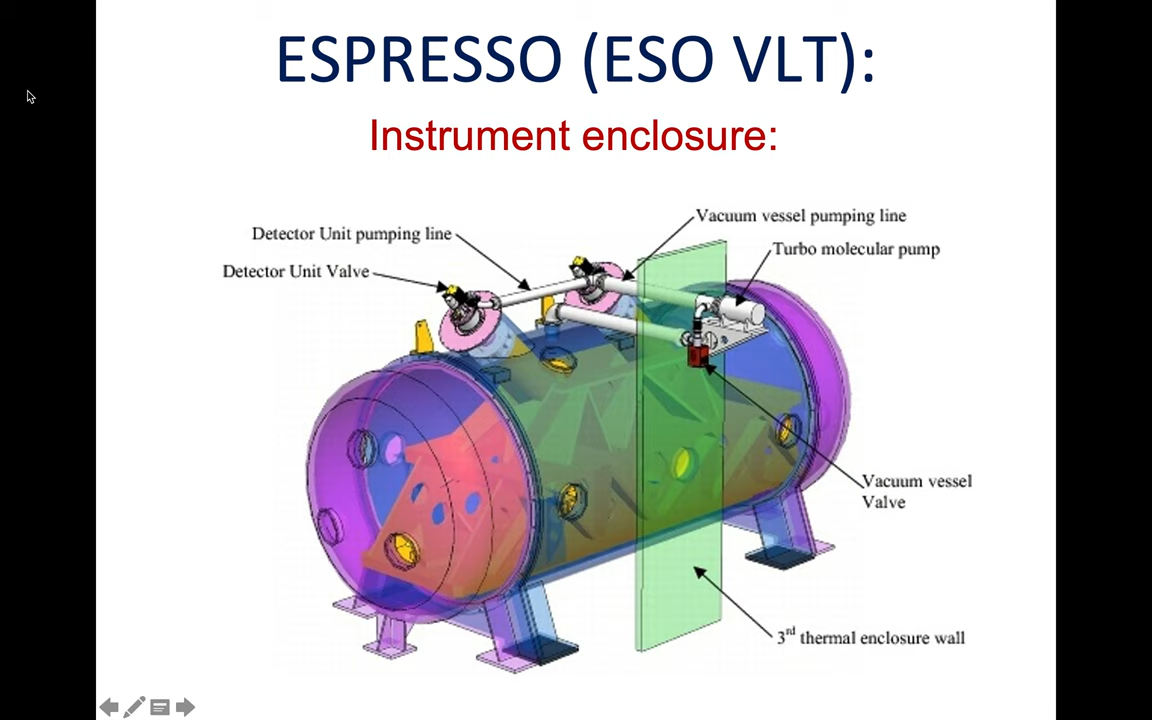 ESPRESSO (ESO VLT):
Instrument enclosure:
Vacuum vessel pumping line
Detector Unit pumping line
Turbo molecular pump
Detector Unit Valve
Vacuum vessel
Valve
3rd thermal enclosure wall